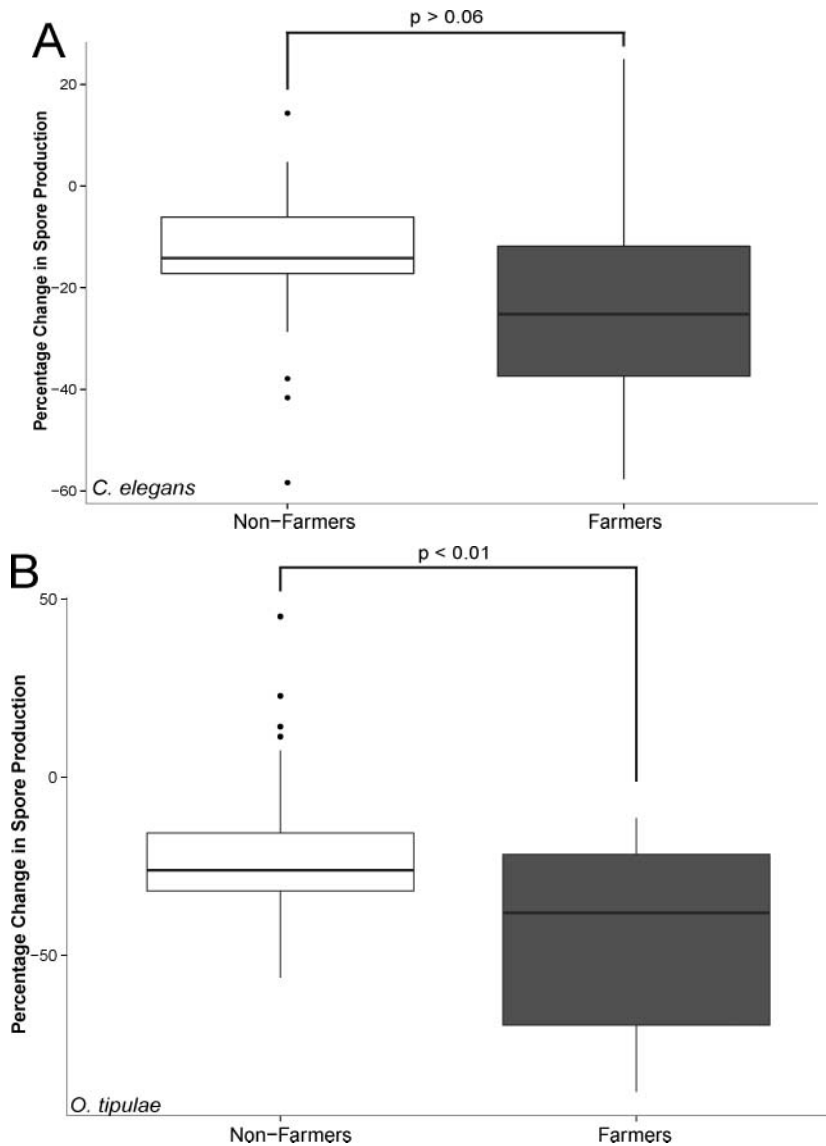 A
p > 0.06
Percentage Change in Spore Production
20
0
−20
−40
−60
C. elegans
Non−Farmers
Farmers
B
p < 0.01
Percentage Change in Spore Production
50
0
−50
O. tipulae
Non−Farmers
Farmers